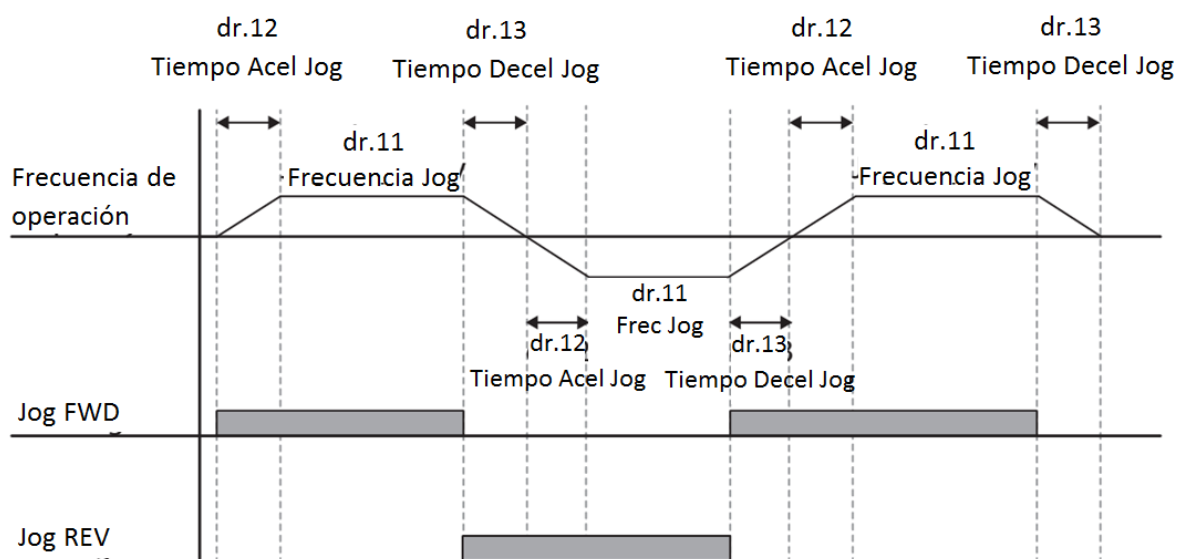 dr.12
Tiempo Acel Jog
dr.13
Tiempo Decel Jog
dr.12
Tiempo Acel Jog
dr.13
Tiempo Decel Jog
dr.11
Frecuencia Jog
dr.11
Frecuencia Jog
Frecuencia de
operación
dr.11
Frec Jog
dr.12
Tiempo Acel Jog
dr.13
Tiempo Decel Jog
Jog FWD
Jog REV